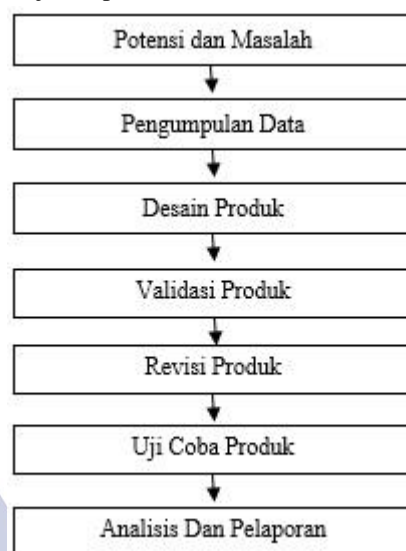 Potensi dan Masalah
Pengumpulan Data
Desain Produk
Validasi Produk
Revisi Produk
Uji Coba Produk
Analisis Dan Pelaporan